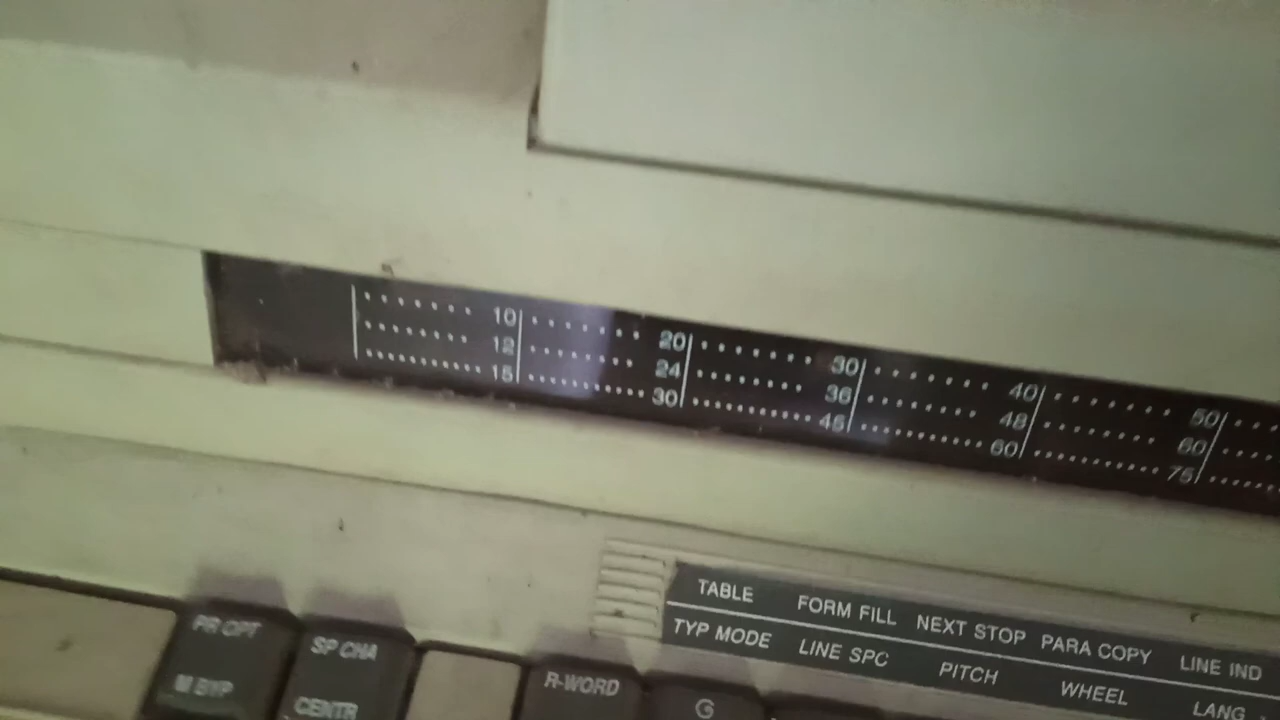 10 20 30 40 50
12 24 36 48 60
15 30 45 60 75
TABLE FORM FILL NEXT STOP PARA COPY LINE IND
TYP MODE LINE SPC PITCH WHEEL LANG
PR OPT SP CHA R-WORD G
M BYP CENTR